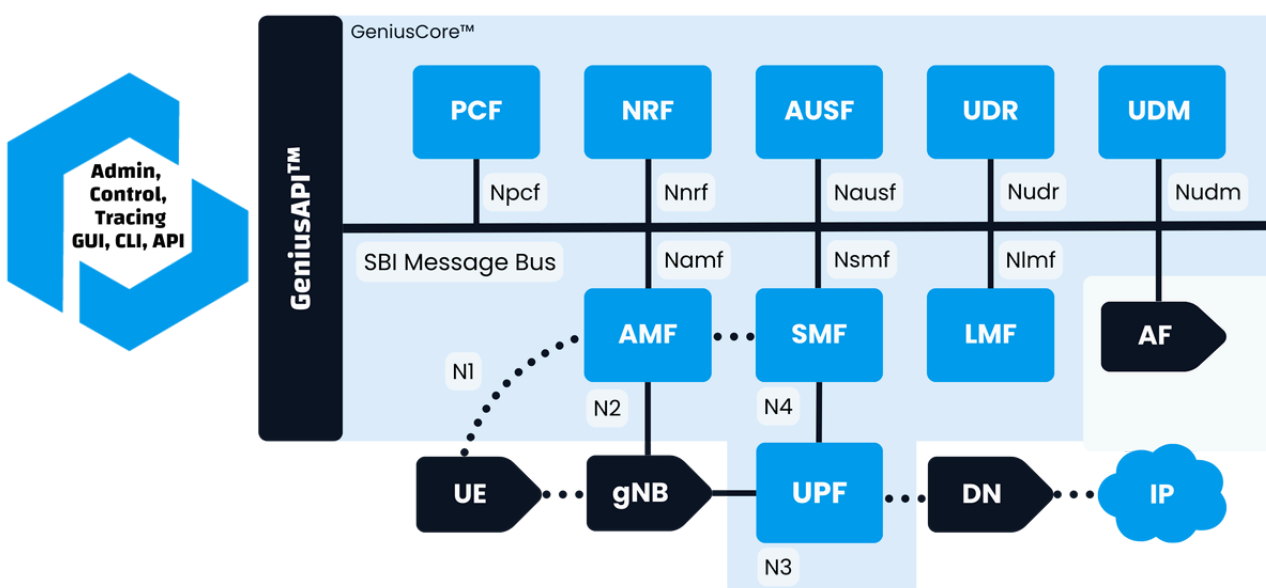 GeniusCore™
PCF
NRF
AUSF
UDR
UDM
Admin,
Control,
Tracing
GUI, CLI, API
GeniusAPI™
Npcf
Nnrf
Nausf
Nudr
Nudm
SBI Message Bus
Namf
Nsmf
Nlmf
AMF
SMF
LMF
AF
N1
N2
N4
UE
gNB
UPF
DN
IP
N3